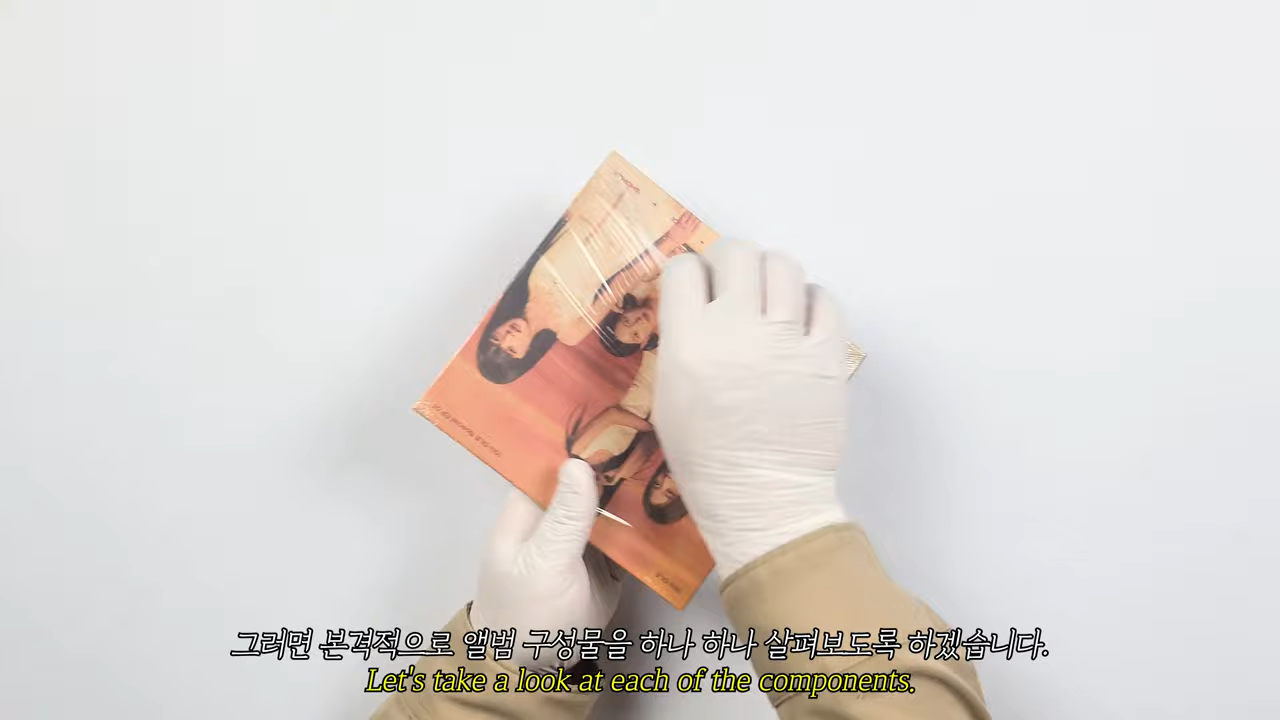 그러면 본격적으로 앨범 구성물을 하나 하나 살펴보도록 하겠습니다.
Let's take a look at each of the components.